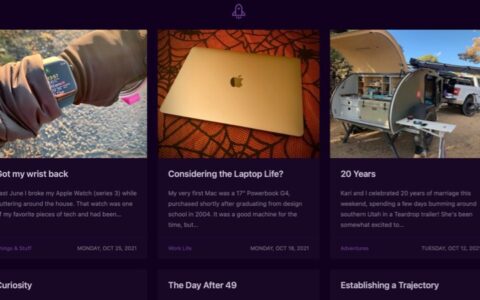 Got my wrist back
Last June I broke my Apple Watch (series 3) while
puttering around the house. That watch was one
of my favorite pieces of tech and had been...
Things & Stuff
MONDAY, OCT 25, 2021
Considering the Laptop Life?
My very first Mac was a 17" Powerbook G4,
purchased shortly after graduating from design
school in 2004. It was a good machine for the
time, but...
Work Life
MONDAY, OCT 18, 2021
20 Years
Kari and I celebrated 20 years of marriage this
weekend, spending a few days bumming around
southern Utah in a Teardrop trailer! She's been
somewhat excited to...
Adventures
TUESDAY, OCT 12, 2021
Curiosity
The Day After 49
Establishing a Trajectory